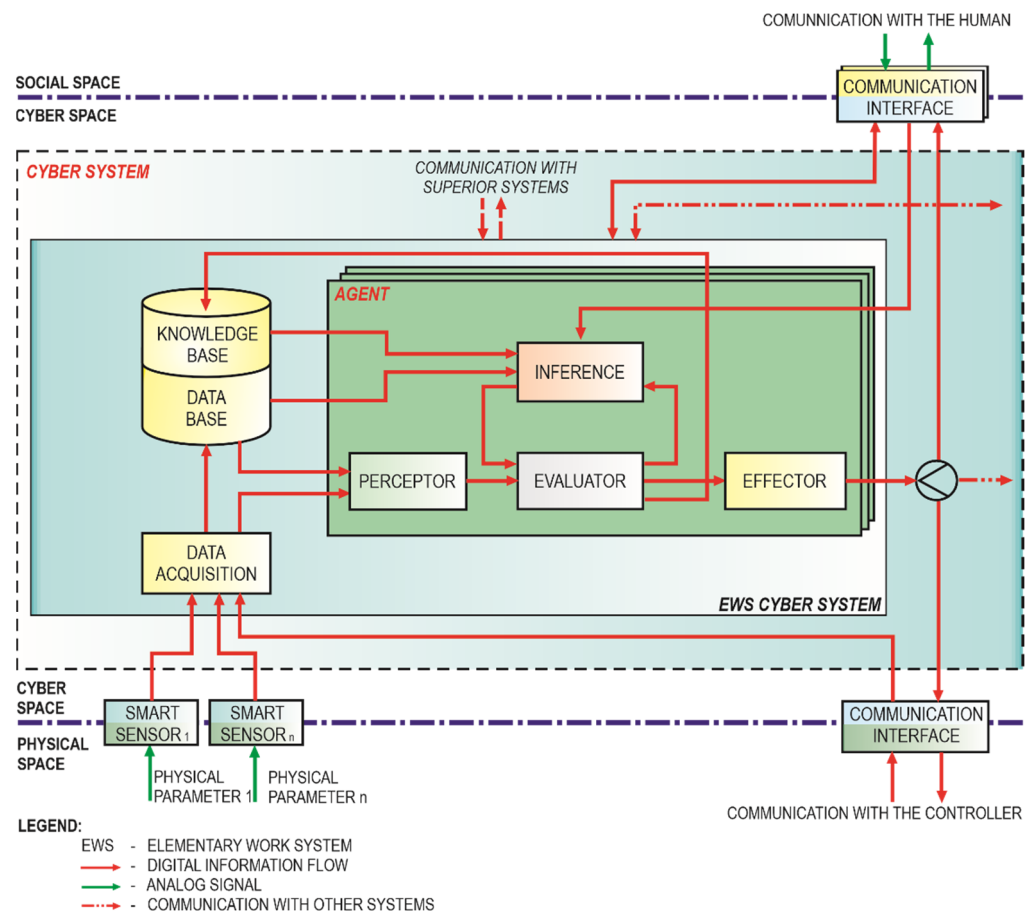 COMUNNICATION WITH THE HUMAN
SOCIAL SPACE
CYBER SPACE
COMMUNICATION
INTERFACE
CYBER SYSTEM
COMMUNICATION WITH
SUPERIOR SYSTEMS
AGENT
KNOWLEDGE
BASE
DATA
BASE
INFERENCE
PERCEPTOR
EVALUATOR
EFFECTOR
DATA
ACQUISITION
EWS CYBER SYSTEM
CYBER
SPACE
PHYSICAL
SPACE
SMART
SENSOR 1
SMART
SENSOR n
COMMUNICATION
INTERFACE
PHYSICAL
PARAMETER 1
PHYSICAL
PARAMETER n
COMMUNICATION WITH THE CONTROLLER
LEGEND:
EWS - ELEMENTARY WORK SYSTEM
- DIGITAL INFORMATION FLOW
- ANALOG SIGNAL
- COMMUNICATION WITH OTHER SYSTEMS